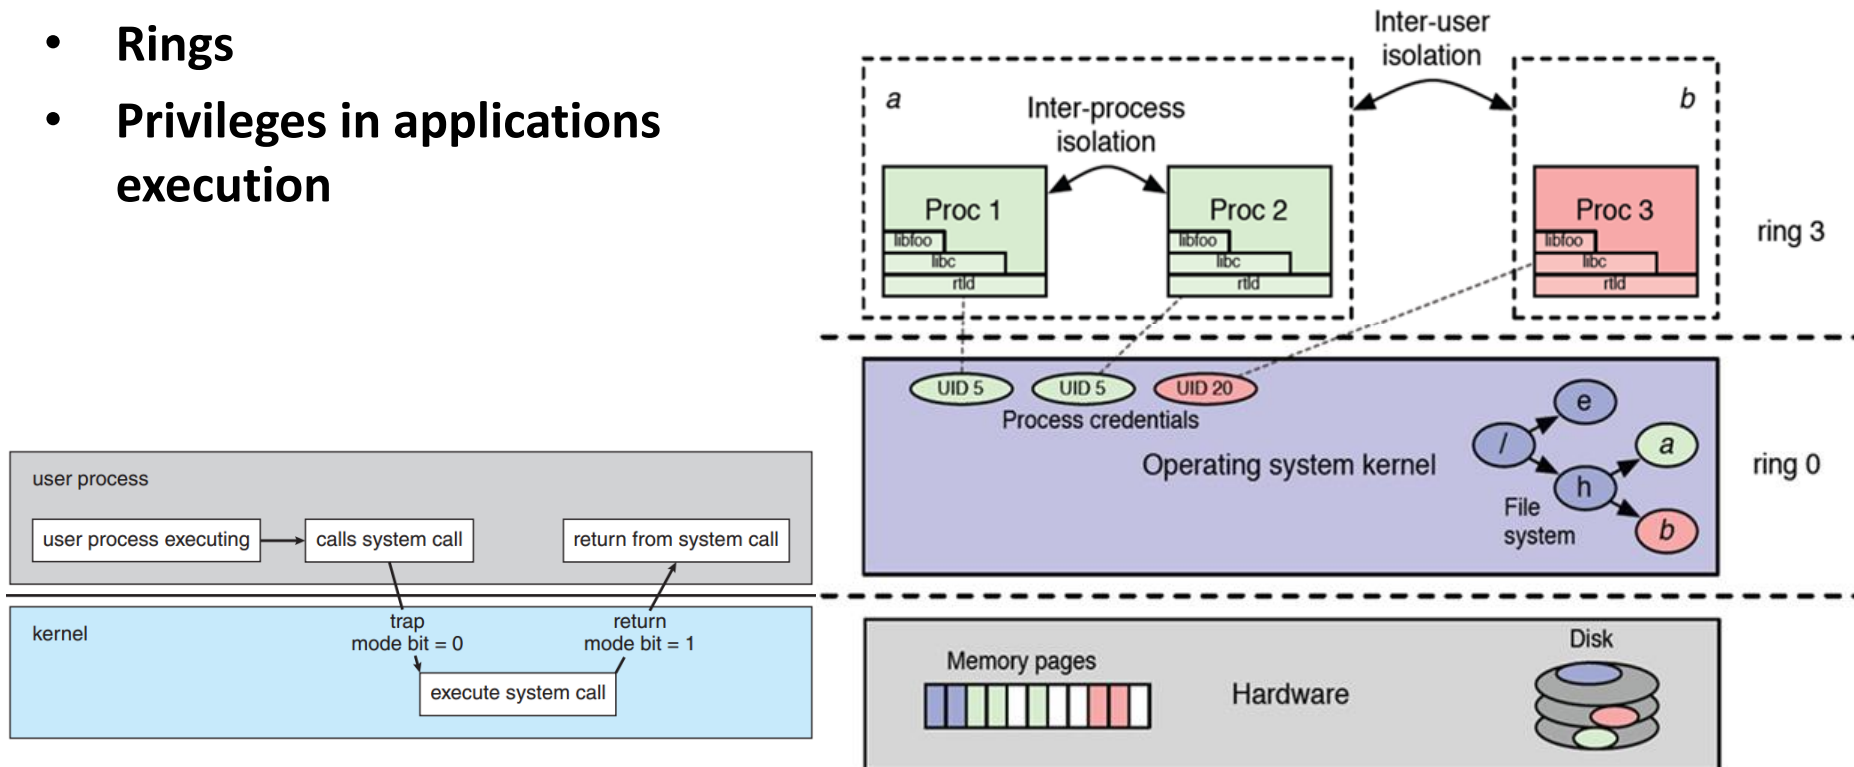 • Rings
• Privileges in applications
execution
user process
user process executing
calls system call
return from system call
kernel
trap
mode bit = 0
return
mode bit = 1
execute system call
Inter-user
isolation
a
b
Inter-process
isolation
Proc 1
libfoo
libc
rtld
Proc 2
libfoo
libc
rtld
Proc 3
libfoo
libc
rtld
ring 3
UID 5
UID 5
UID 20
Process credentials
Operating system kernel
/
e
h
a
b
File
system
ring 0
Memory pages
Hardware
Disk